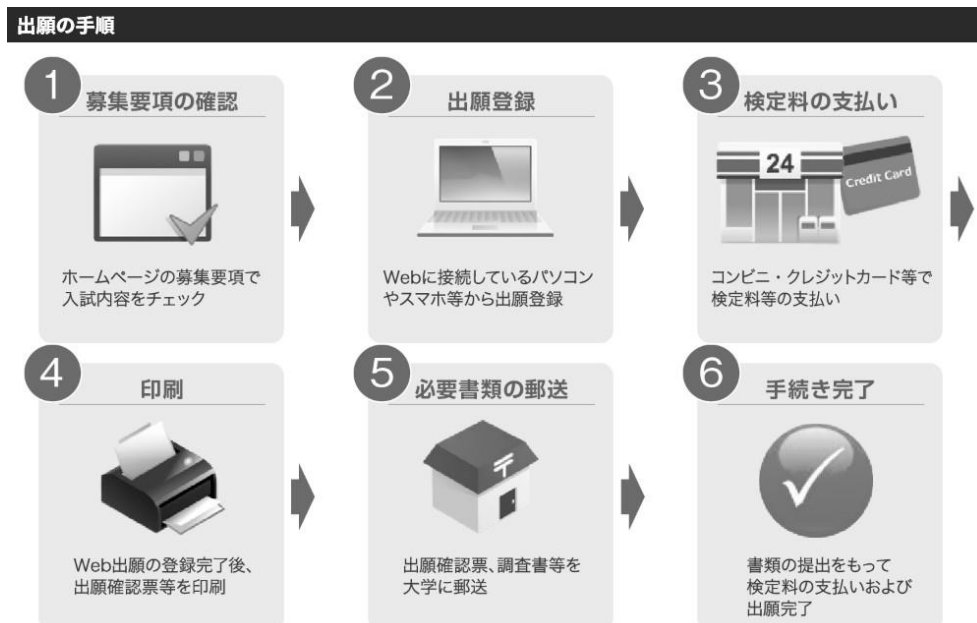 出願の手順
1
募集要項の確認
ホームページの募集要項で
入試内容をチェック
2
出願登録
Webに接続しているパソコン
やスマホ等から出願登録
3
検定料の支払い
24
Credit Card
コンビニ・クレジットカード等で
検定料等の支払い
4
印刷
Web出願の登録完了後、
出願確認票等を印刷
5
必要書類の郵送
〒
出願確認票、調査書等を
大学に郵送
6
手続き完了
書類の提出をもって
検定料の支払いおよび
出願完了